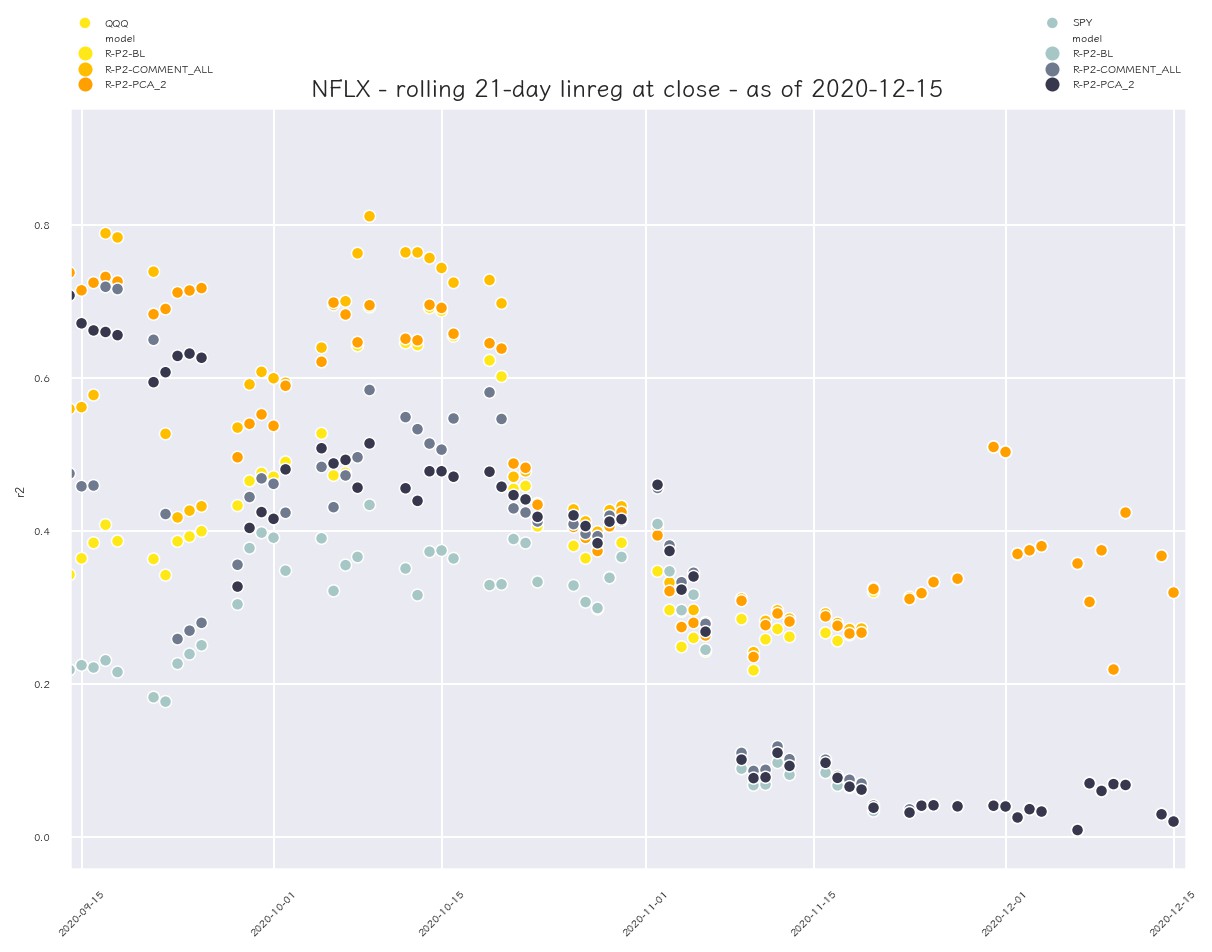 QQQ
model
R-P2-BL
R-P2-COMMENT_ALL
R-P2-PCA_2
SPY
model
R-P2-BL
R-P2-COMMENT_ALL
R-P2-PCA_2
NFLX - rolling 21-day linreg at close - as of 2020-12-15
0.8
0.6
0.4
0.2
0.0
r2
2020-09-15
2020-10-01
2020-10-15
2020-11-01
2020-11-15
2020-12-01
2020-12-15